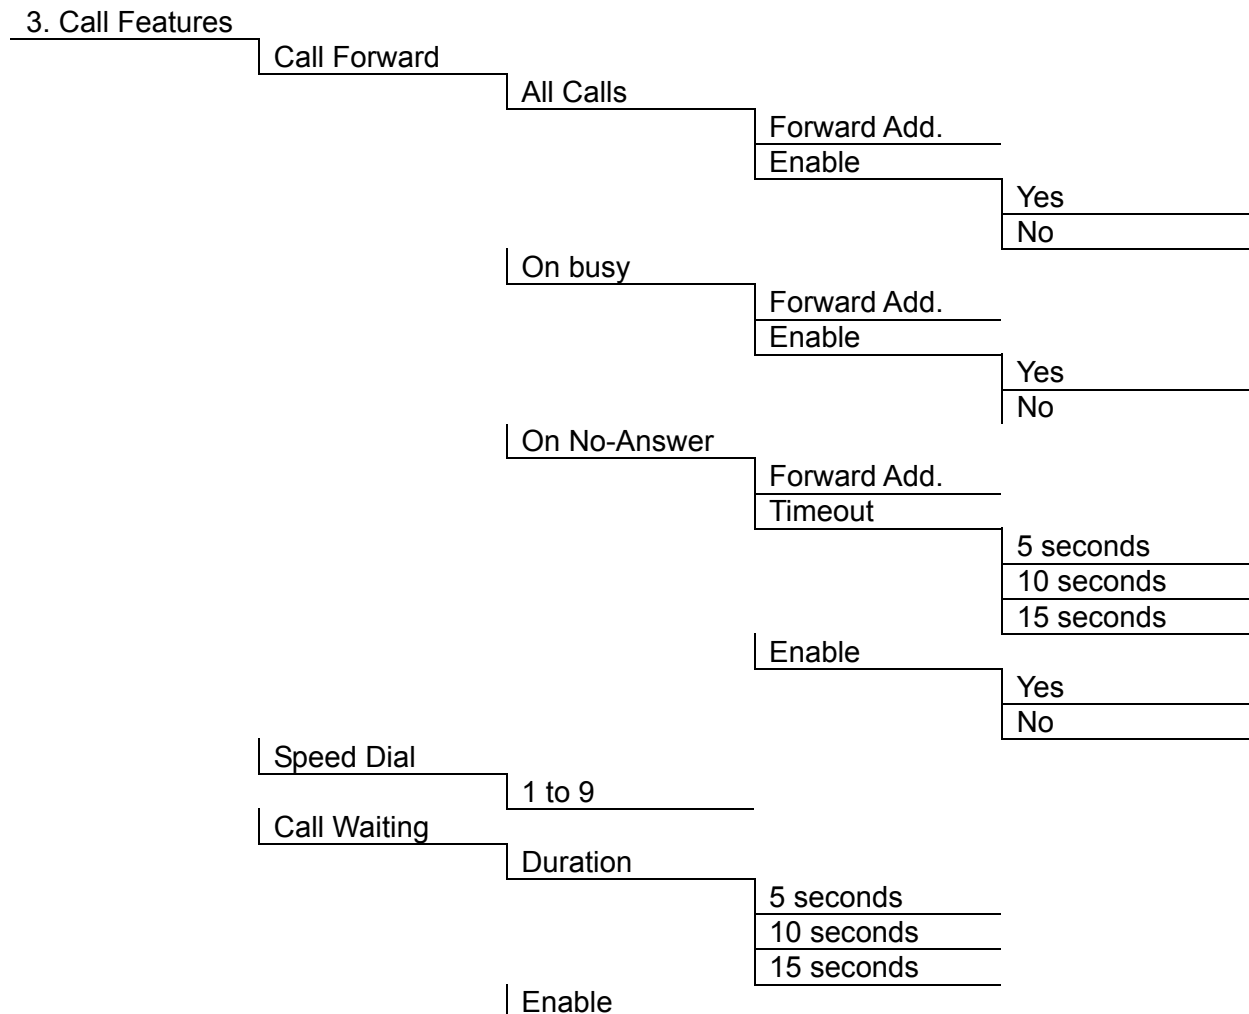 3. Call Features
Call Forward
All Calls
Forward Add.
Enable
Yes
No
On busy
Forward Add.
Enable
Yes
No
On No-Answer
Forward Add.
Timeout
5 seconds
10 seconds
15 seconds
Enable
Yes
No
Speed Dial
1 to 9
Call Waiting
Duration
5 seconds
10 seconds
15 seconds
Enable